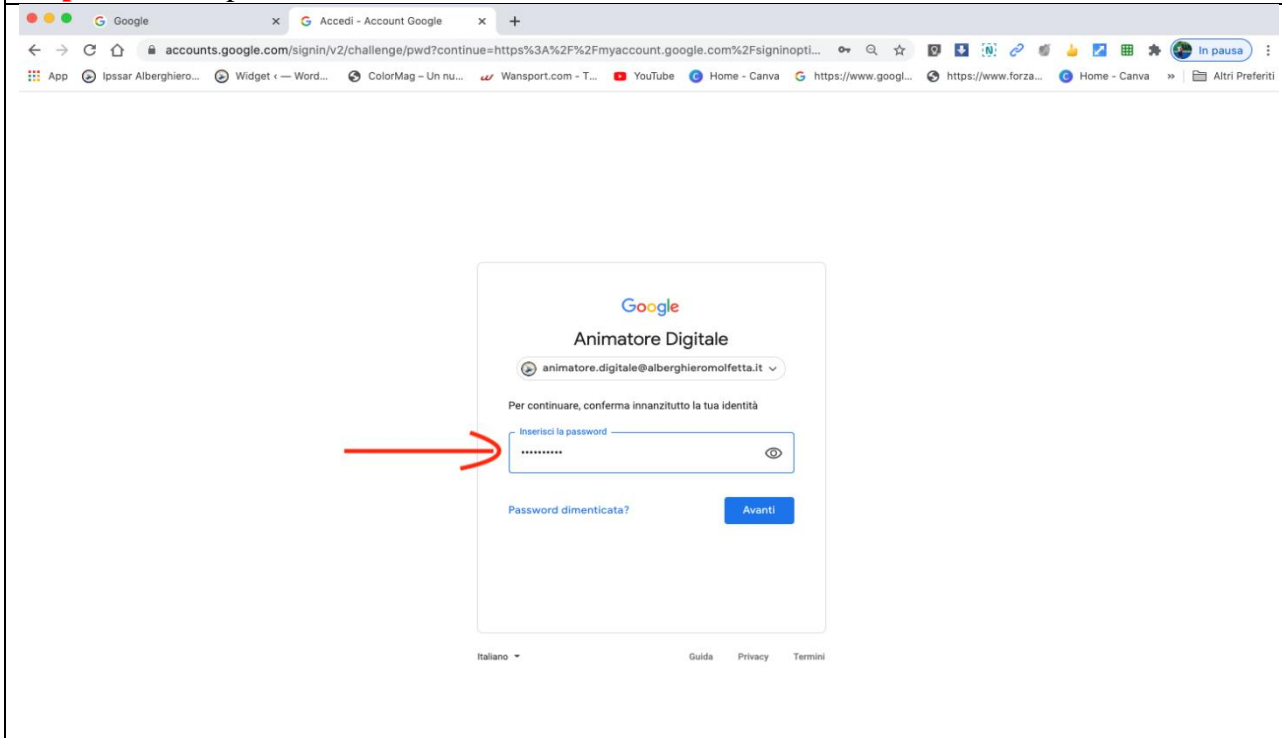 Google
Accedi - Account Google
accounts.google.com/signin/v2/challenge/pwd?continue=https%3A%2F%2Fmyaccount.google.com%2Fsigninopti...
In pausa
App
Ipssar Alberghiero...
Widget ‹ — Word...
ColorMag – Un nu...
Wansport.com - T...
YouTube
Home - Canva
https://www.googl...
https://www.forza...
Home - Canva
»
Altri Preferiti
Google
Animatore Digitale
animatore.digitale@alberghieromolfetta.it
Per continuare, conferma innanzitutto la tua identità
Inserisci la password
••••••••••
Password dimenticata?
Avanti
Italiano
Guida
Privacy
Termini